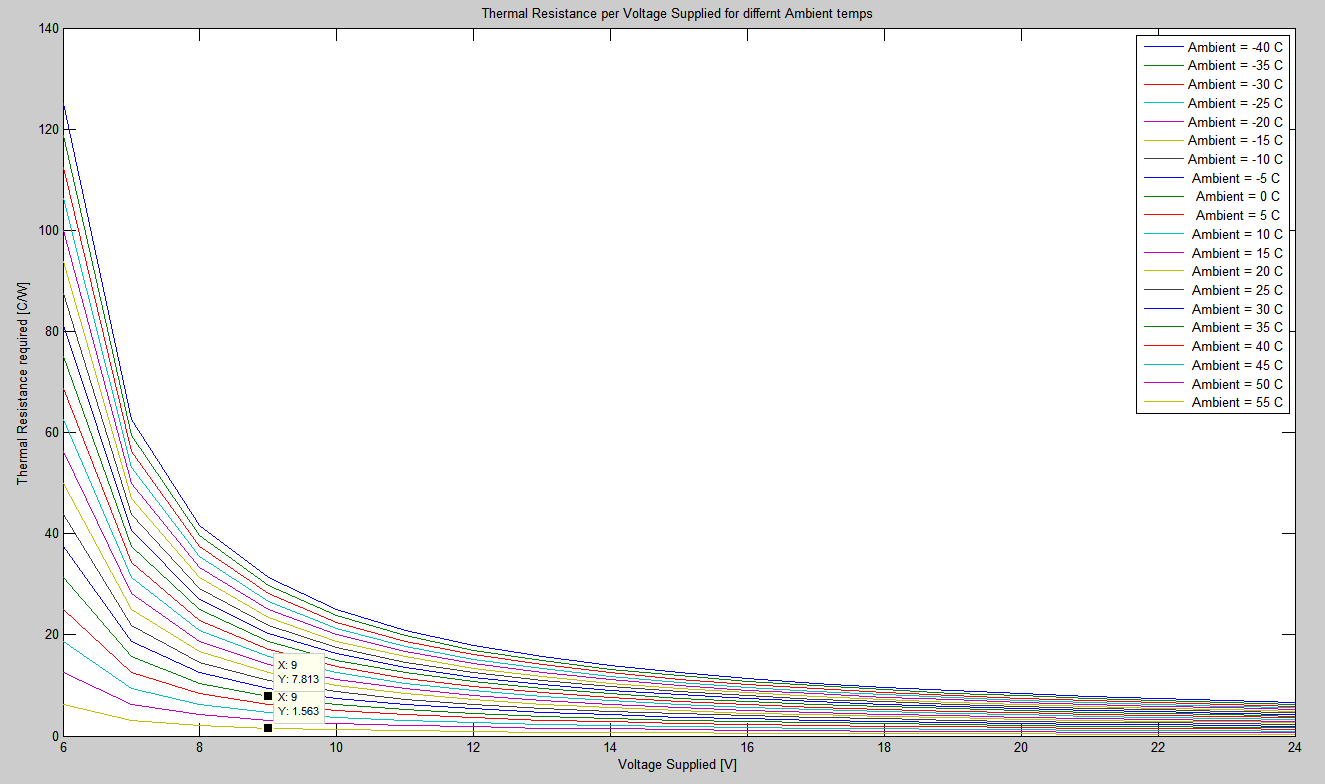 Thermal Resistance per Voltage Supplied for differnt Ambient temps
140
120
100
80
60
40
20
0
Thermal Resistance required [C/W]
Ambient = -40 C
Ambient = -35 C
Ambient = -30 C
Ambient = -25 C
Ambient = -20 C
Ambient = -15 C
Ambient = -10 C
Ambient = -5 C
Ambient = 0 C
Ambient = 5 C
Ambient = 10 C
Ambient = 15 C
Ambient = 20 C
Ambient = 25 C
Ambient = 30 C
Ambient = 35 C
Ambient = 40 C
Ambient = 45 C
Ambient = 50 C
Ambient = 55 C
X: 9
Y: 7.813
X: 9
Y: 1.563
6 8 10 12 14 16 18 20 22 24
Voltage Supplied [V]